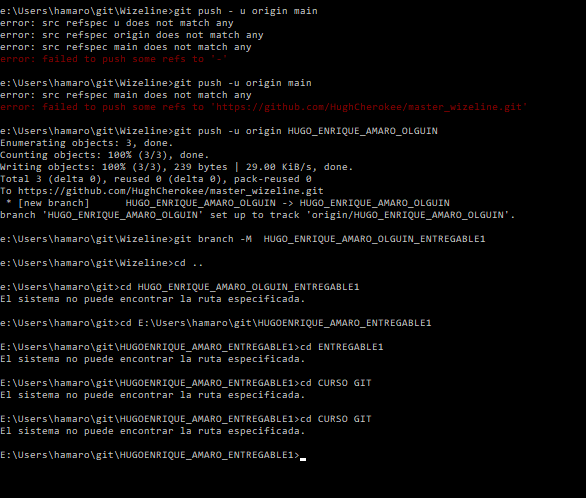 e:\Users\hamaro\git\Wizeline>git push - u origin main
error: src refspec u does not match any
error: src refspec origin does not match any
error: src refspec main does not match any
error: failed to push some refs to '-'
e:\Users\hamaro\git\Wizeline>git push -u origin main
error: src refspec main does not match any
error: failed to push some refs to 'https://github.com/HughCherokee/master_wizeline.git'
e:\Users\hamaro\git\Wizeline>git push -u origin HUGO_ENRIQUE_AMARO_OLGUIN
Enumerating objects: 3, done.
Counting objects: 100% (3/3), done.
Writing objects: 100% (3/3), 239 bytes | 29.00 KiB/s, done.
Total 3 (delta 0), reused 0 (delta 0), pack-reused 0
To https://github.com/HughCherokee/master_wizeline.git
 * [new branch]      HUGO_ENRIQUE_AMARO_OLGUIN -> HUGO_ENRIQUE_AMARO_OLGUIN
branch 'HUGO_ENRIQUE_AMARO_OLGUIN' set up to track 'origin/HUGO_ENRIQUE_AMARO_OLGUIN'.
e:\Users\hamaro\git\Wizeline>git branch -M  HUGO_ENRIQUE_AMARO_OLGUIN_ENTREGABLE1
e:\Users\hamaro\git\Wizeline>cd ..
e:\Users\hamaro\git>cd HUGO_ENRIQUE_AMARO_OLGUIN_ENTREGABLE1
El sistema no puede encontrar la ruta especificada.
e:\Users\hamaro\git>cd E:\Users\hamaro\git\HUGOENRIQUE_AMARO_ENTREGABLE1
E:\Users\hamaro\git\HUGOENRIQUE_AMARO_ENTREGABLE1>cd ENTREGABLE1
El sistema no puede encontrar la ruta especificada.
E:\Users\hamaro\git\HUGOENRIQUE_AMARO_ENTREGABLE1>cd CURSO GIT
El sistema no puede encontrar la ruta especificada.
E:\Users\hamaro\git\HUGOENRIQUE_AMARO_ENTREGABLE1>cd CURSO GIT
El sistema no puede encontrar la ruta especificada.
E:\Users\hamaro\git\HUGOENRIQUE_AMARO_ENTREGABLE1>